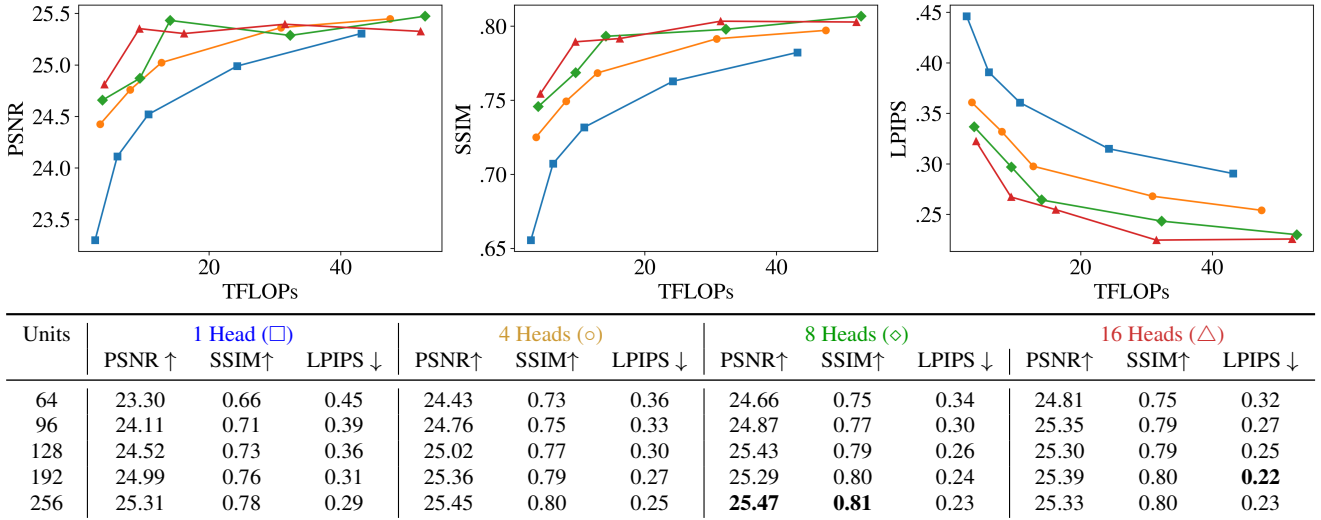 25.5
25.0
24.5
24.0
23.5
PSNR
20
40
TFLOPs
.80
.75
.70
.65
SSIM
20
40
TFLOPs
.45
.40
.35
.30
.25
LPIPS
20
40
TFLOPs
Units 1 Head (□) 4 Heads (○) 8 Heads (◇) 16 Heads (△)
PSNR ↑ SSIM↑ LPIPS ↓ PSNR↑ SSIM↑ LPIPS ↓ PSNR↑ SSIM↑ LPIPS ↓ PSNR↑ SSIM↑ LPIPS ↓
64 23.30 0.66 0.45 24.43 0.73 0.36 24.66 0.75 0.34 24.81 0.75 0.32
96 24.11 0.71 0.39 24.76 0.75 0.33 24.87 0.77 0.30 25.35 0.79 0.27
128 24.52 0.73 0.36 25.02 0.77 0.30 25.43 0.79 0.26 25.30 0.79 0.25
192 24.99 0.76 0.31 25.36 0.79 0.27 25.29 0.80 0.24 25.39 0.80 0.22
256 25.31 0.78 0.29 25.45 0.80 0.25 25.47 0.81 0.23 25.33 0.80 0.23